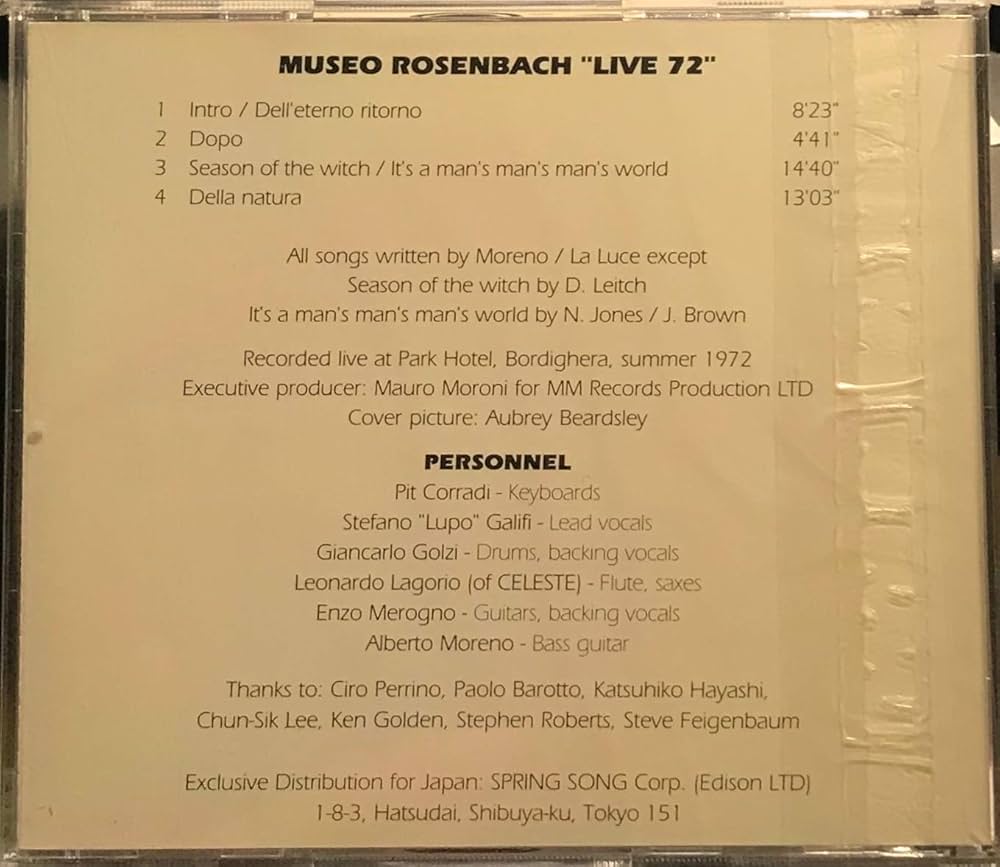 MUSEO ROSENBACH "LIVE 72"
1 Intro / Dell'eterno ritorno 8'23"
2 Dopo 4'41"
3 Season of the witch / It's a man's man's man's world 14'40"
4 Della natura 13'03"
All songs written by Moreno / La Luce except
Season of the witch by D. Leitch
It's a man's man's man's world by N. Jones / J. Brown
Recorded live at Park Hotel, Bordighera, summer 1972
Executive producer: Mauro Moroni for MM Records Production LTD
Cover picture: Aubrey Beardsley
PERSONNEL
Pit Corradi - Keyboards
Stefano "Lupo" Galifi - Lead vocals
Giancarlo Golzi - Drums, backing vocals
Leonardo Lagorio (of CELESTE) - Flute, saxes
Enzo Merogno - Guitars, backing vocals
Alberto Moreno - Bass guitar
Thanks to: Ciro Perrino, Paolo Barotto, Katsuhiko Hayashi,
Chun-Sik Lee, Ken Golden, Stephen Roberts, Steve Feigenbaum
Exclusive Distribution for Japan: SPRING SONG Corp. (Edison LTD)
1-8-3, Hatsudai, Shibuya-ku, Tokyo 151